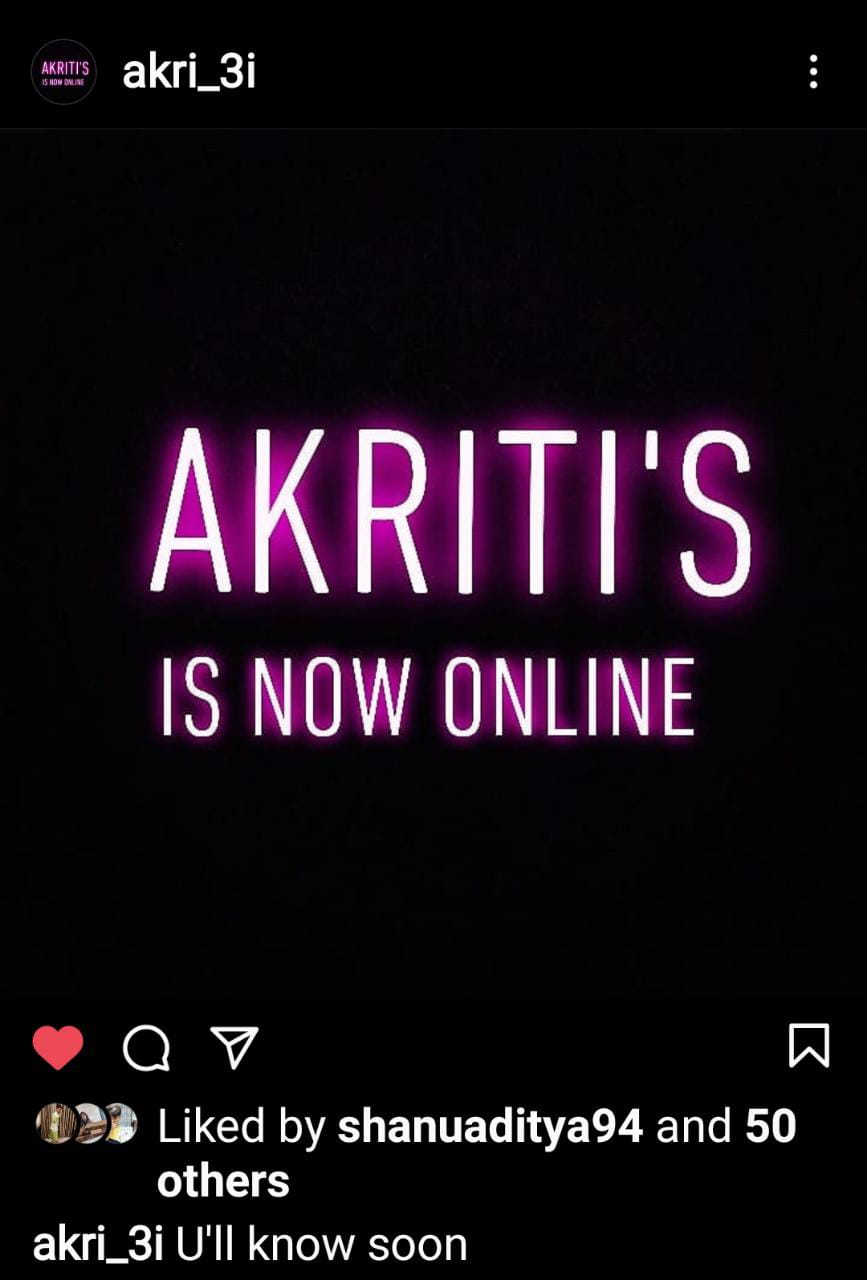 AKRITI'S
IS NOW ONLINE
akri_3i
AKRITI'S
IS NOW ONLINE
Liked by shanuaditya94 and 50
others
akri_3i U'll know soon